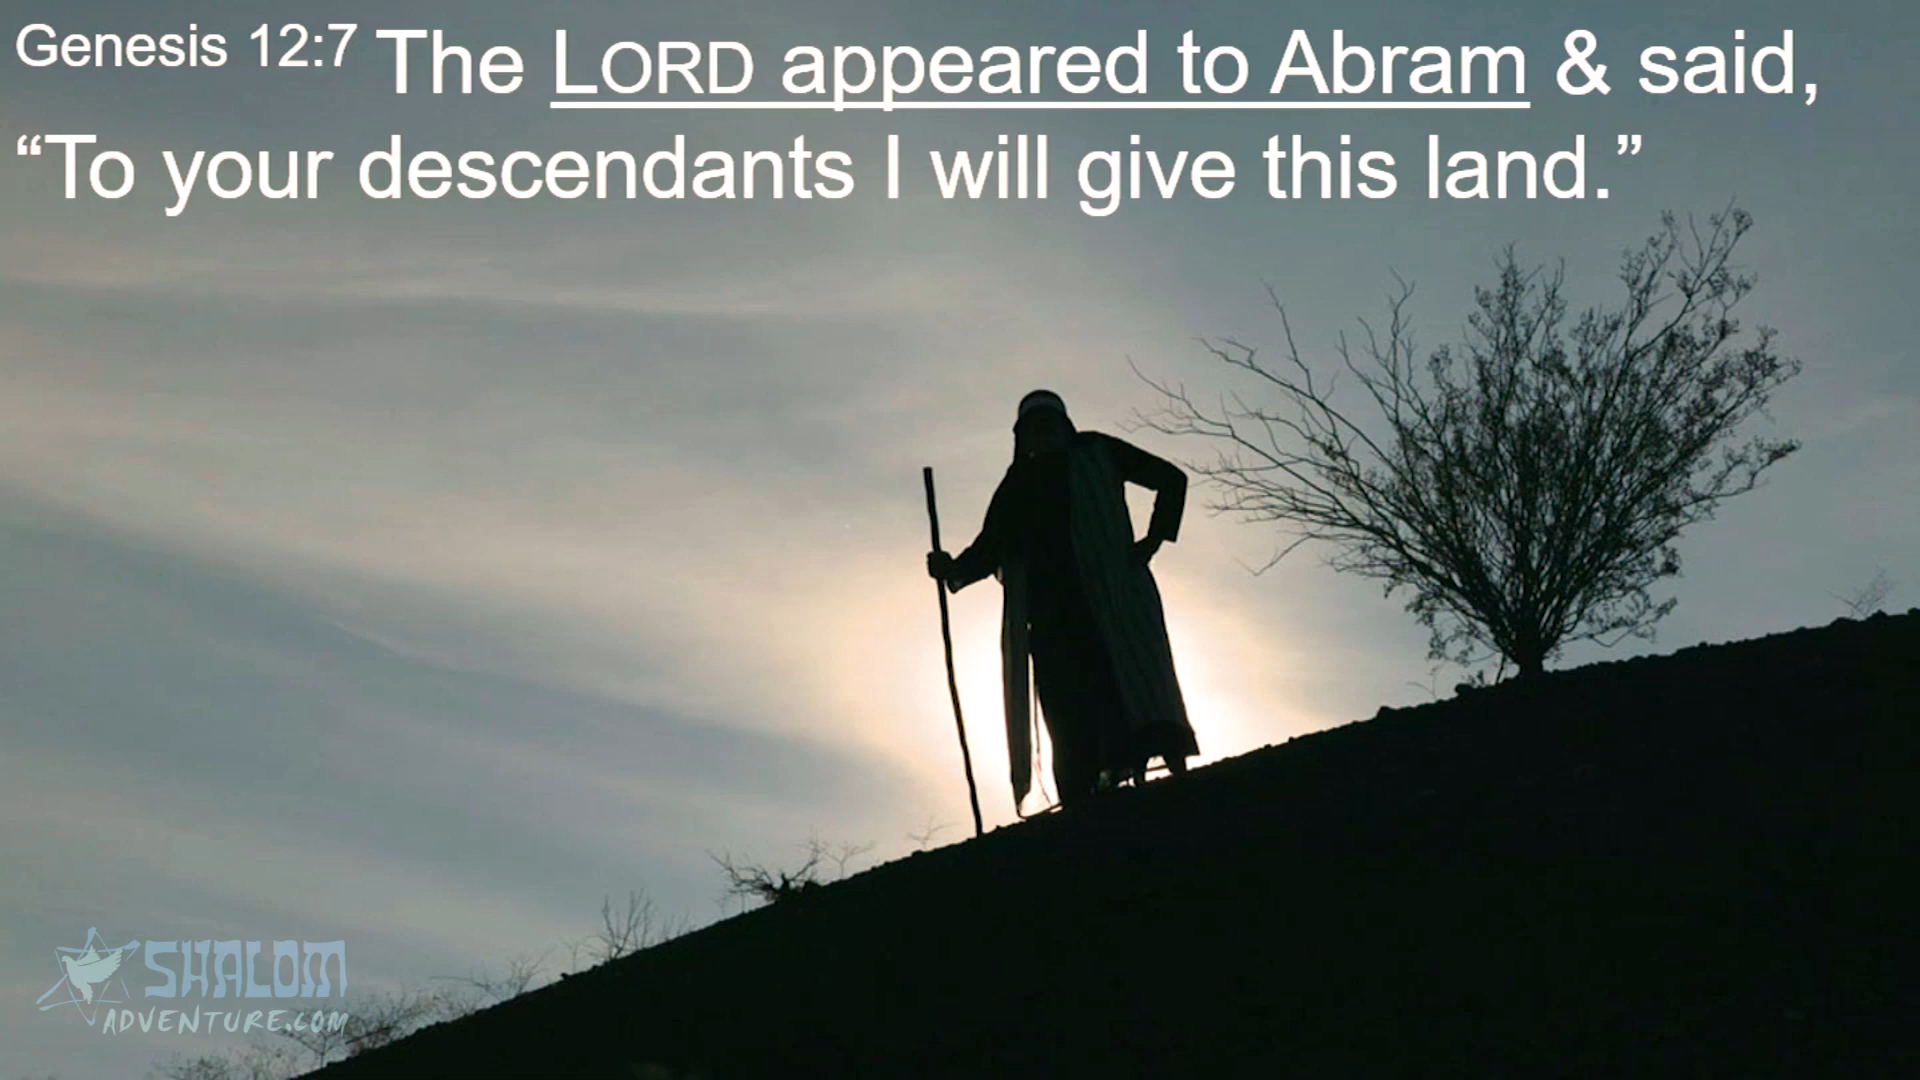 Genesis 12:7 The LORD appeared to Abram & said,
“To your descendants I will give this land.”
SHALOM
ADVENTURE.COM